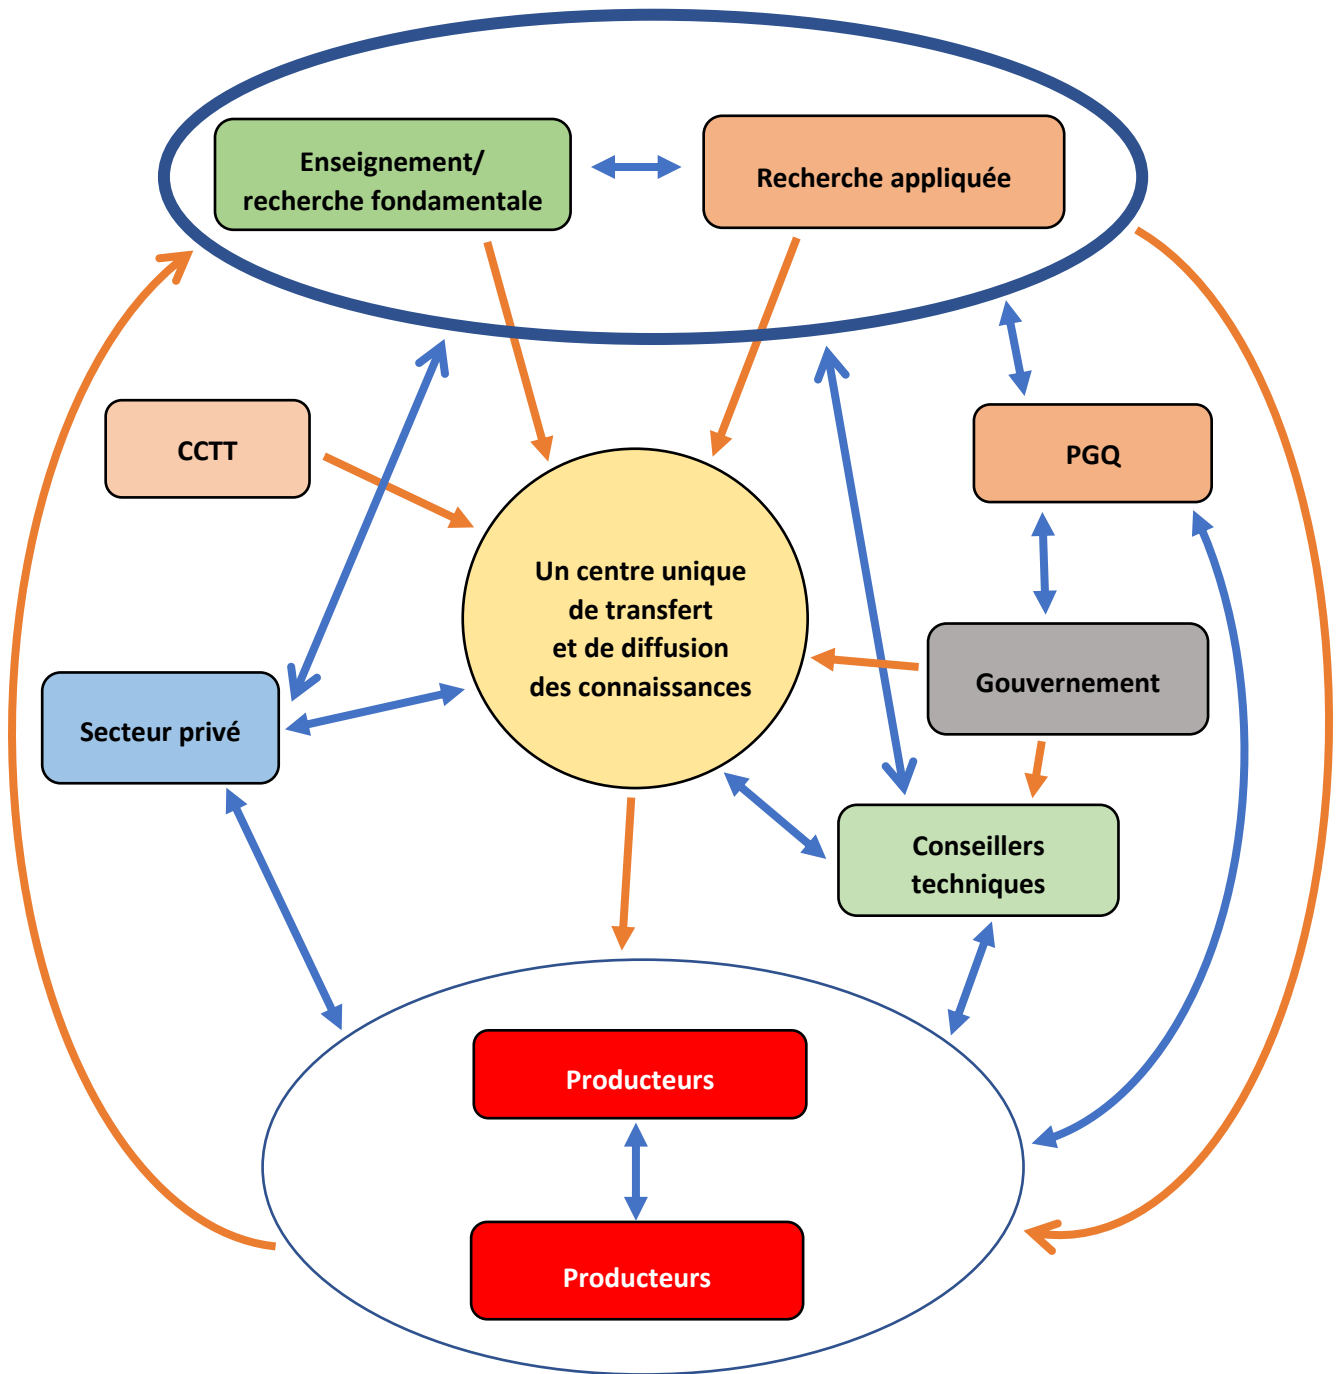 Enseignement/
recherche fondamentale
Recherche appliquée
CCTT
PGQ
Un centre unique
de transfert
et de diffusion
des connaissances
Gouvernement
Secteur privé
Conseillers
techniques
Producteurs
Producteurs